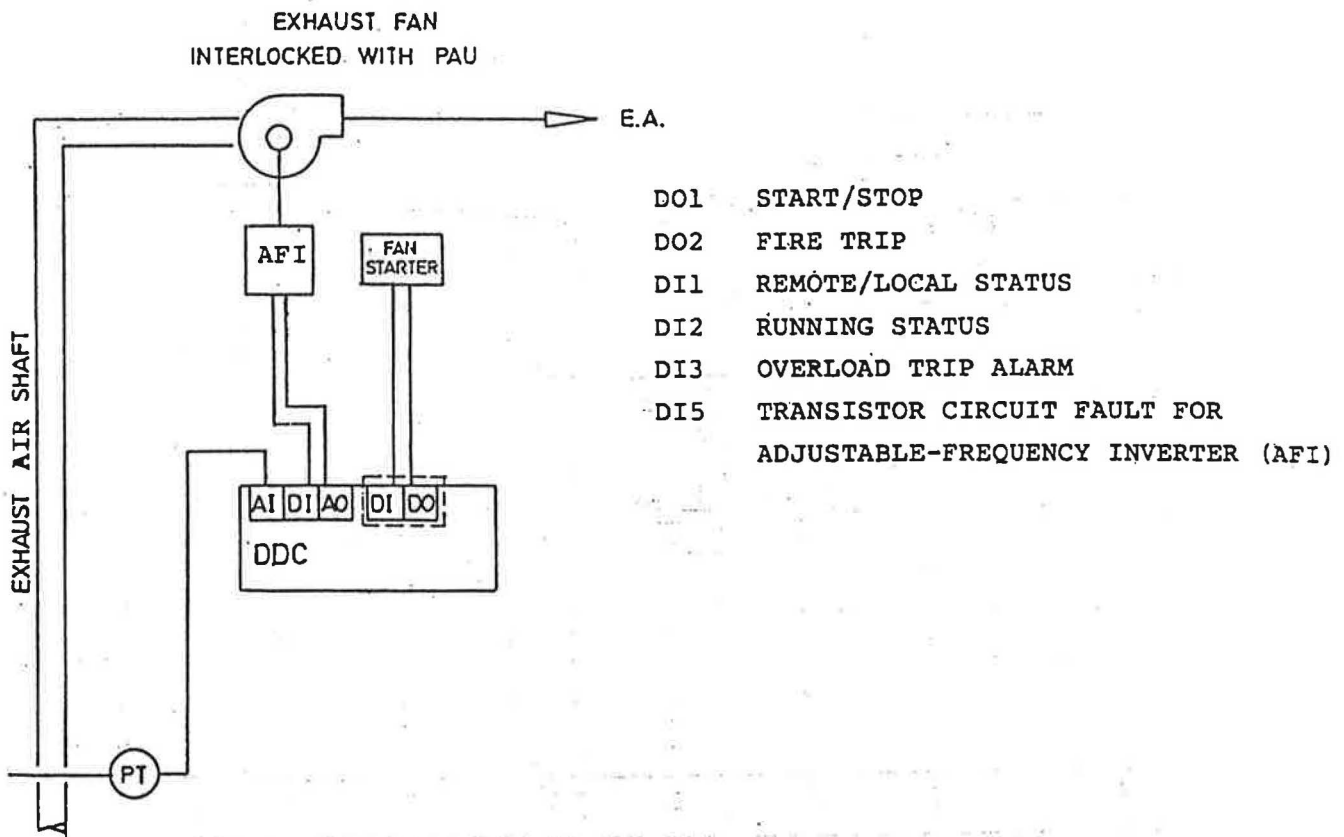 EXHAUST FAN
INTERLOCKED WITH PAU
E.A.
DO1 START/STOP
DO2 FIRE TRIP
DI1 REMOTE/LOCAL STATUS
DI2 RUNNING STATUS
DI3 OVERLOAD TRIP ALARM
DI5 TRANSISTOR CIRCUIT FAULT FOR
ADJUSTABLE-FREQUENCY INVERTER (AFI)
AFI
FAN
STARTER
EXHAUST AIR SHAFT
AI DI AO DI DO
DDC
PT